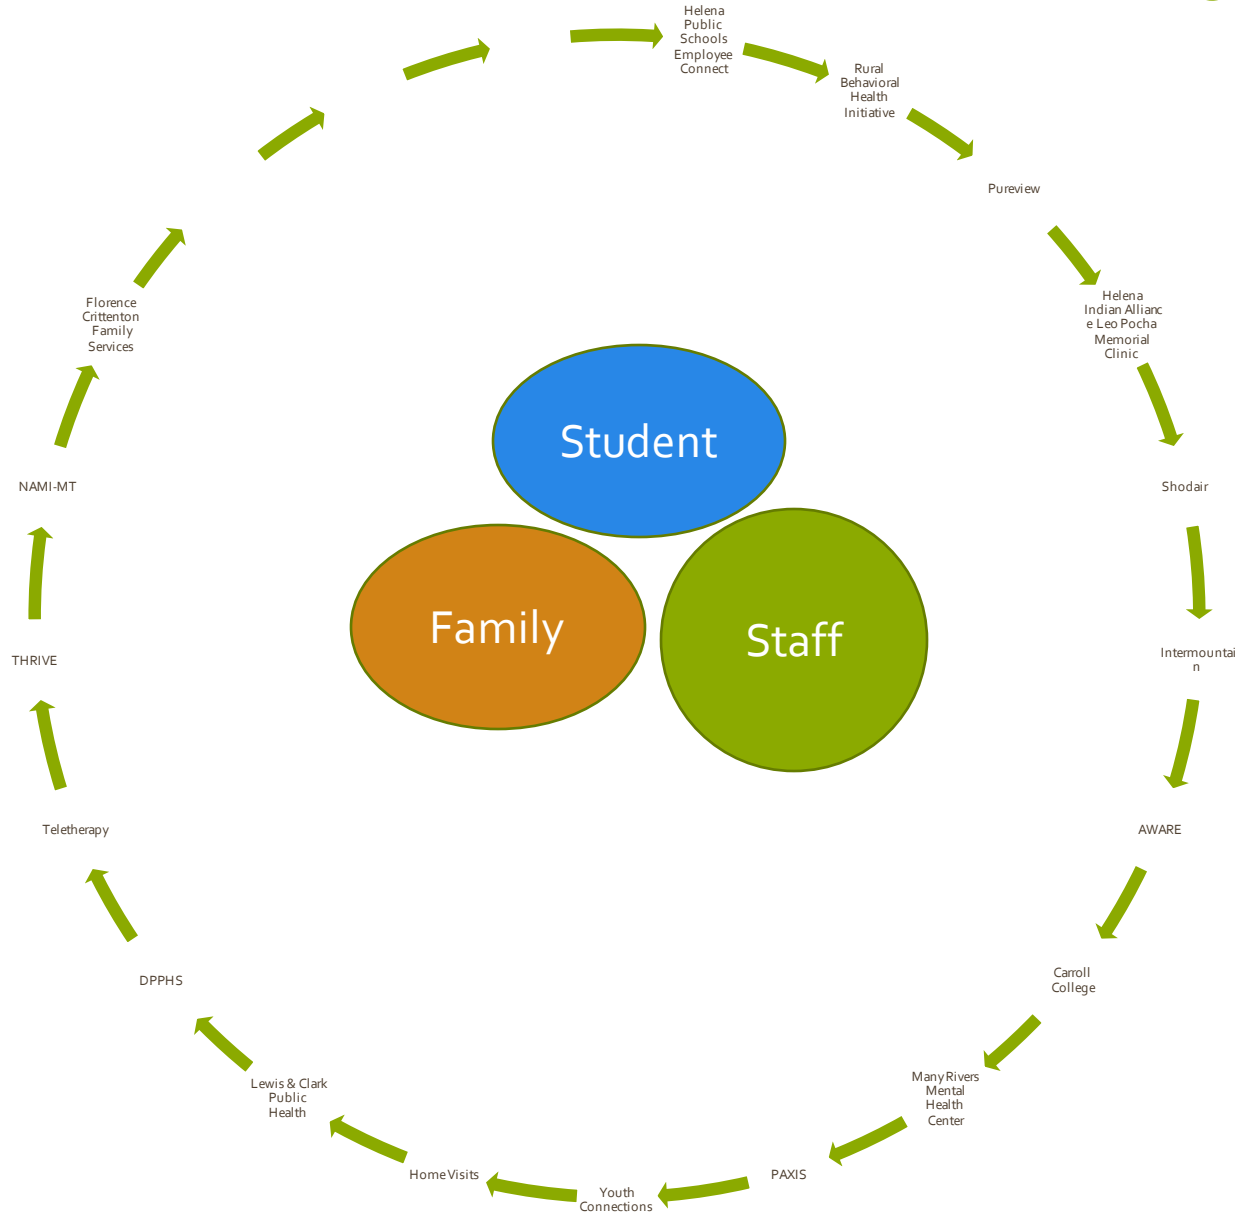 Helena
Public
Schools
Employee
Connect
Rural
Behavioral
Health
Initiative
Pureview
Helena
Indian Allianc
e Leo Pocha
Memorial
Clinic
Shodair
Intermountai
n
AWARE
Carroll
College
Many Rivers
Mental
Health
Center
PAXIS
Youth
Connections
Home Visits
Lewis & Clark
Public
Health
DPPHS
Teletherapy
THRIVE
NAMI-MT
Florence
Crittenton
Family
Services
Student
Family
Staff